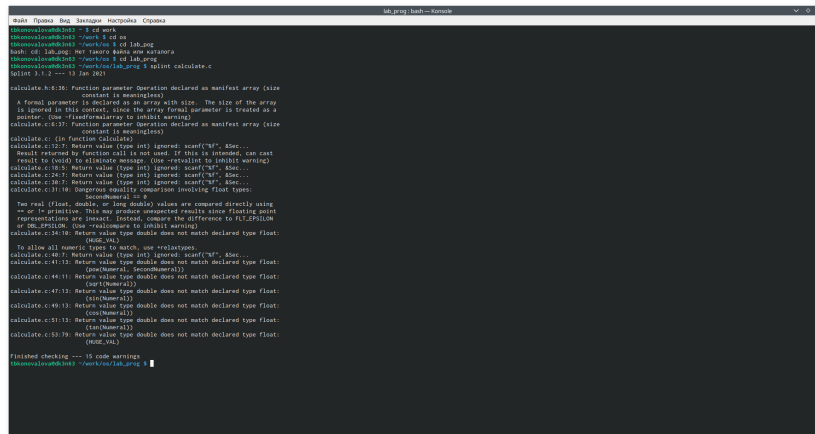 lab_prog : bash — Konsole
Файл Правка Вид Закладки Настройка Справка
tbkonovalova@dk3n63 ~ $ cd work
tbkonovalova@dk3n63 ~/work $ cd os
tbkonovalova@dk3n63 ~/work/os $ cd lab_pog
bash: cd: lab_pog: Нет такого файла или каталога
tbkonovalova@dk3n63 ~/work/os $ cd lab_prog
tbkonovalova@dk3n63 ~/work/os/lab_prog $ splint calculate.c
Splint 3.1.2 --- 13 Jan 2021
calculate.h:6:36: Function parameter Operation declared as manifest array (size
constant is meaningless)
A formal parameter is declared as an array with size. The size of the array
is ignored in this context, since the array formal parameter is treated as a
pointer. (Use -fixedformalarray to inhibit warning)
calculate.c:6:37: Function parameter Operation declared as manifest array (size
constant is meaningless)
calculate.c: (in function Calculate)
calculate.c:12:7: Return value (type int) ignored: scanf("%f", &Sec...
Result returned by function call is not used. If this is intended, can cast
result to (void) to eliminate message. (Use -retvalint to inhibit warning)
calculate.c:18:5: Return value (type int) ignored: scanf("%f", &Sec...
calculate.c:24:7: Return value (type int) ignored: scanf("%f", &Sec...
calculate.c:30:7: Return value (type int) ignored: scanf("%f", &Sec...
calculate.c:31:10: Dangerous equality comparison involving float types:
SecondNumeral == 0
Two real (float, double, or long double) values are compared directly using
== or != primitive. This may produce unexpected results since floating point
representations are inexact. Instead, compare the difference to FLT_EPSILON
or DBL_EPSILON. (Use -realcompare to inhibit warning)
calculate.c:34:10: Return value type double does not match declared type float:
(HUGE_VAL)
To allow all numeric types to match, use +relaxtypes.
calculate.c:40:7: Return value (type int) ignored: scanf("%f", &Sec...
calculate.c:41:13: Return value type double does not match declared type float:
(pow(Numeral, SecondNumeral))
calculate.c:44:11: Return value type double does not match declared type float:
(sqrt(Numeral))
calculate.c:47:13: Return value type double does not match declared type float:
(sin(Numeral))
calculate.c:49:13: Return value type double does not match declared type float:
(cos(Numeral))
calculate.c:51:13: Return value type double does not match declared type float:
(tan(Numeral))
calculate.c:53:79: Return value type double does not match declared type float:
(HUGE_VAL)
Finished checking --- 15 code warnings
tbkonovalova@dk3n63 ~/work/os/lab_prog $